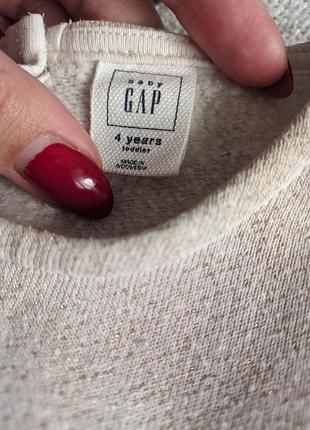 baby
GAP
4 years
toddler
MADE IN
INDONESIA